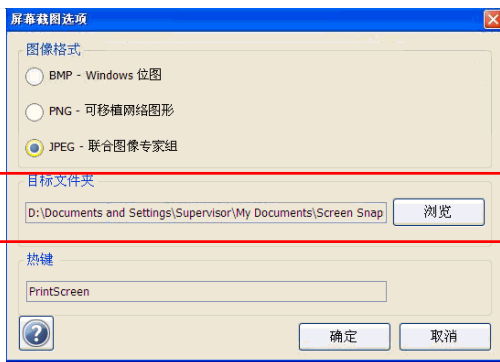 屏幕截图选项
图像格式
BMP - Windows 位图
PNG - 可移植网络图形
JPEG - 联合图像专家组
目标文件夹
D:\Documents and Settings\Supervisor\My Documents\Screen Snap
浏览
热键
PrintScreen
?
确定
取消